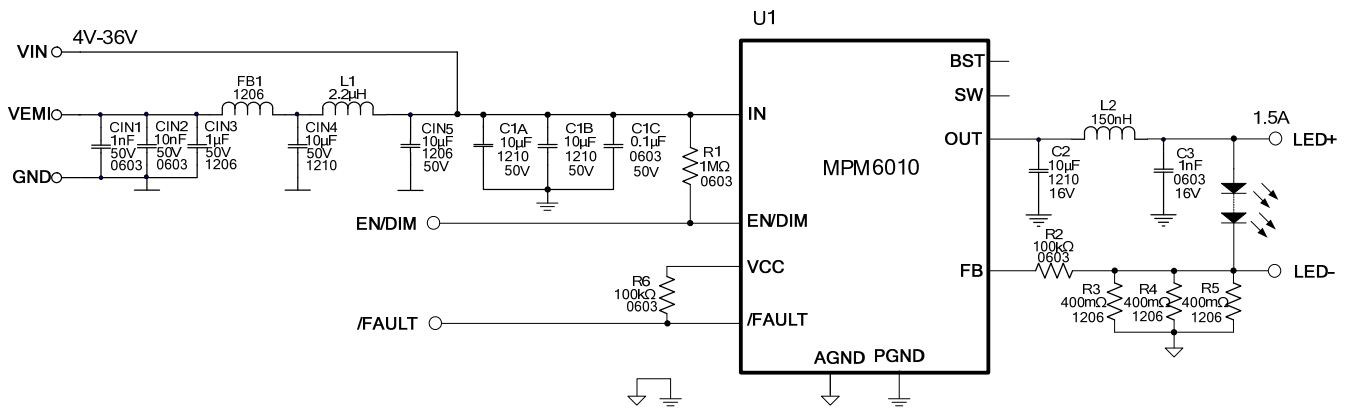 U1
VIN
4V-36V
VEMI
GND
FB1
1206
L1
2.2µH
CIN1
1nF
50V
0603
CIN2
10nF
50V
0603
CIN3
1µF
50V
1206
CIN4
10µF
50V
1210
CIN5
10µF
1206
50V
C1A
10µF
1210
50V
C1B
10µF
1210
50V
C1C
0.1µF
0603
50V
R1
1MΩ
0603
EN/DIM
R6
100kΩ
0603
/FAULT
IN
EN/DIM
VCC
/FAULT
MPM6010
BST
SW
OUT
FB
AGND
PGND
L2
150nH
C2
10µF
1210
16V
C3
1nF
0603
16V
1.5A
LED+
LED-
R2
100kΩ
0603
R3
400mΩ
1206
R4
400mΩ
1206
R5
400mΩ
1206